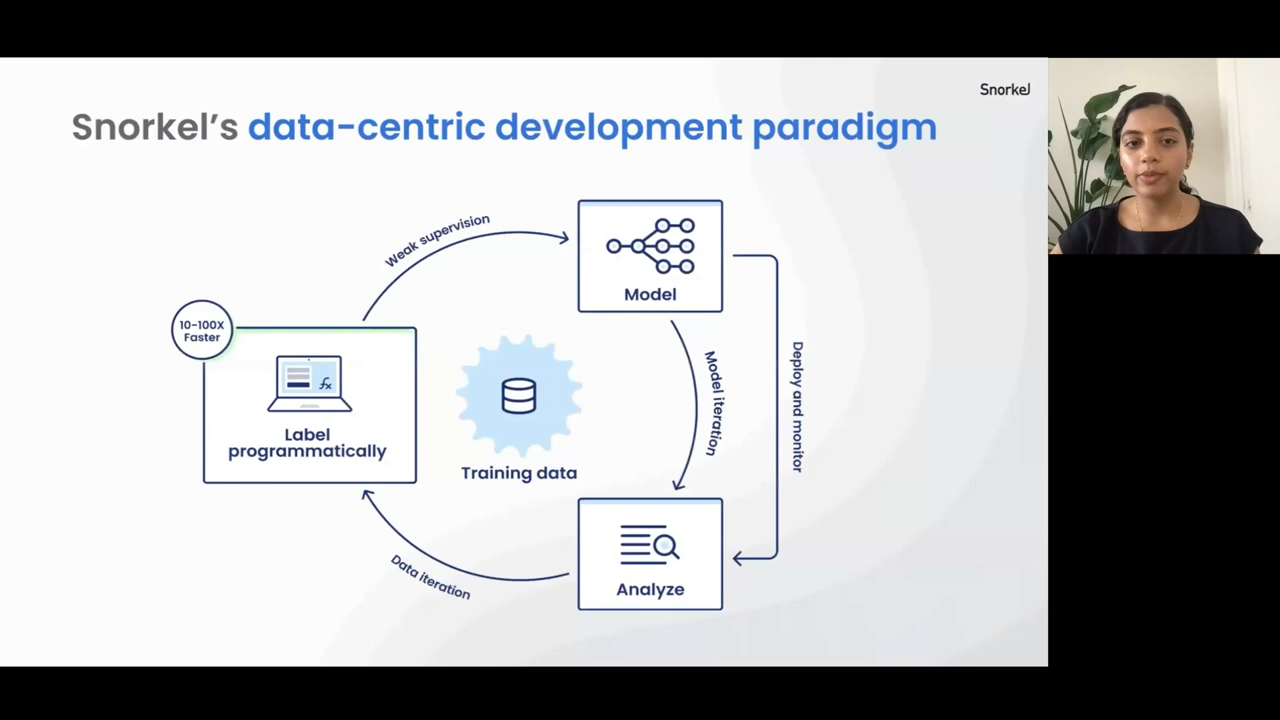 Snorkel
Snorkel's data-centric development paradigm
Weak supervision
Model
10-100X
Faster
fx
Label
programmatically
Training data
Model iteration
Deploy and monitor
Data iteration
Analyze